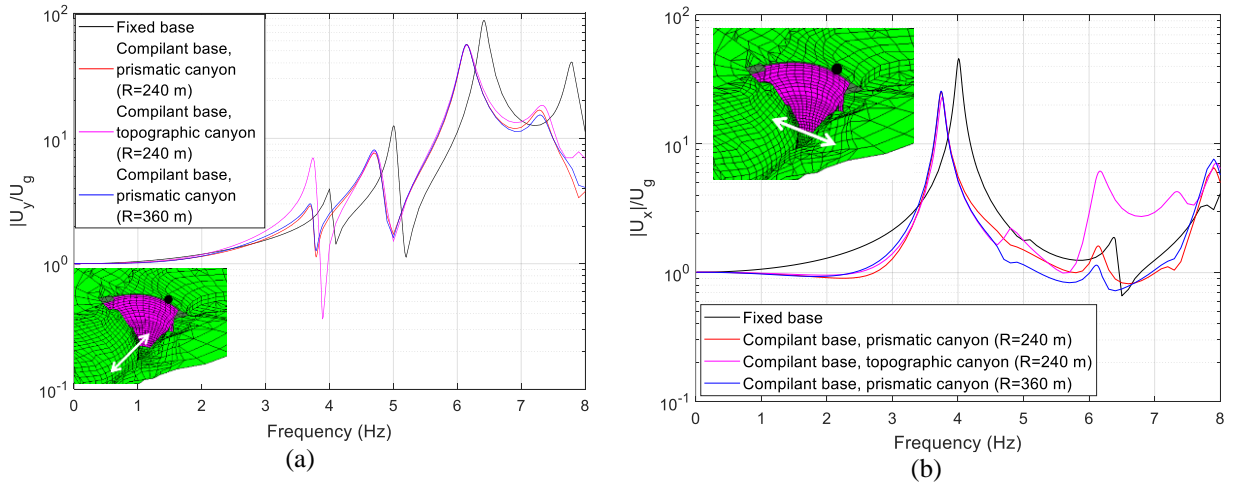 10^2
10^1
10^0
10^-1
|U_y/U_g
Fixed base
Compilant base,
prismatic canyon
(R=240 m)
Compilant base,
topographic canyon
(R=240 m)
Compilant base,
prismatic canyon
(R=360 m)
0 1 2 3 4 5 6 7 8
Frequency (Hz)
(a)
10^2
10^1
10^0
10^-1
|U_x|/U_g
Fixed base
Compilant base, prismatic canyon (R=240 m)
Compilant base, topographic canyon (R=240 m)
Compilant base, prismatic canyon (R=360 m)
0 1 2 3 4 5 6 7 8
Frequency (Hz)
(b)